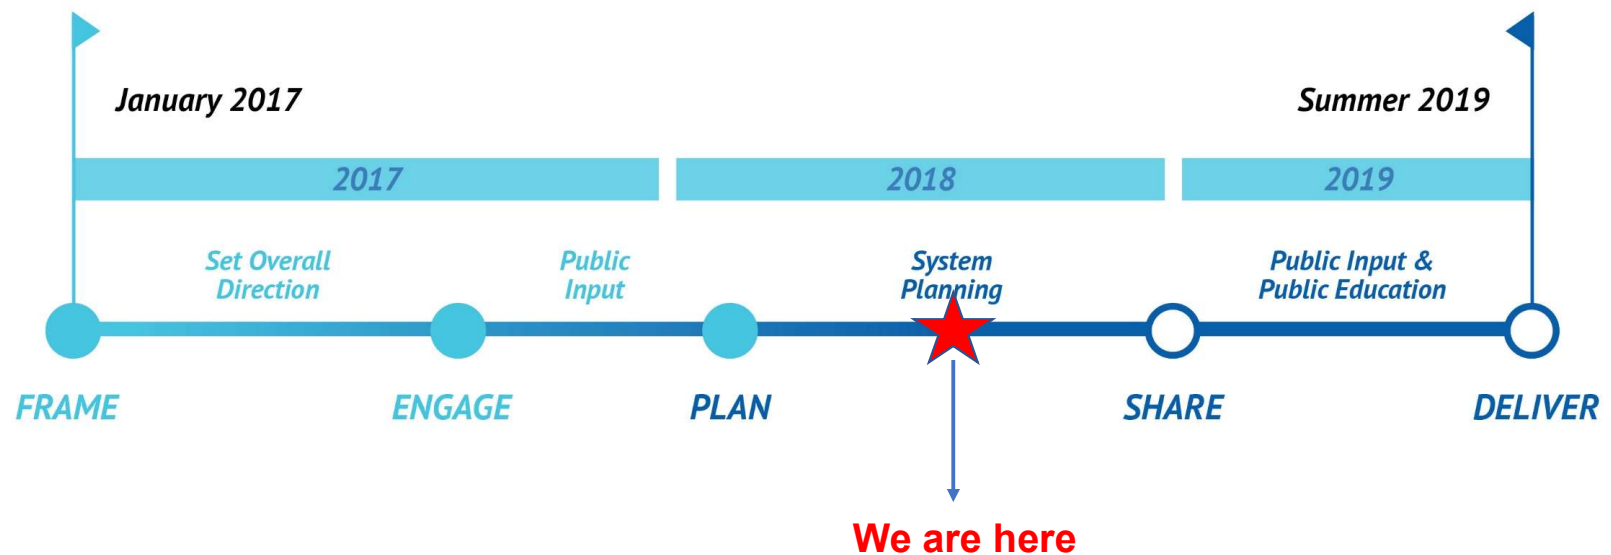 January 2017
Summer 2019
2017
2018
2019
Set Overall
Direction
Public
Input
System
Planning
Public Input &
Public Education
FRAME
ENGAGE
PLAN
SHARE
DELIVER
We are here